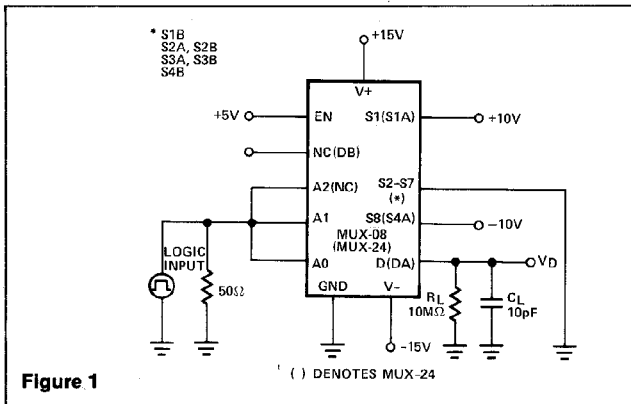 * S1B
S2A, S2B
S3A, S3B
S4B
+15V
V+
+5V
EN
S1(S1A)
+10V
NC(DB)
A2(NC)
S2-S7
(*)
A1
S8(S4A)
-10V
MUX-08
(MUX-24)
LOGIC
INPUT
A0
D(DA)
VD
50Ω
GND
V-
RL
10MΩ
CL
10pF
-15V
( ) DENOTES MUX-24
Figure 1